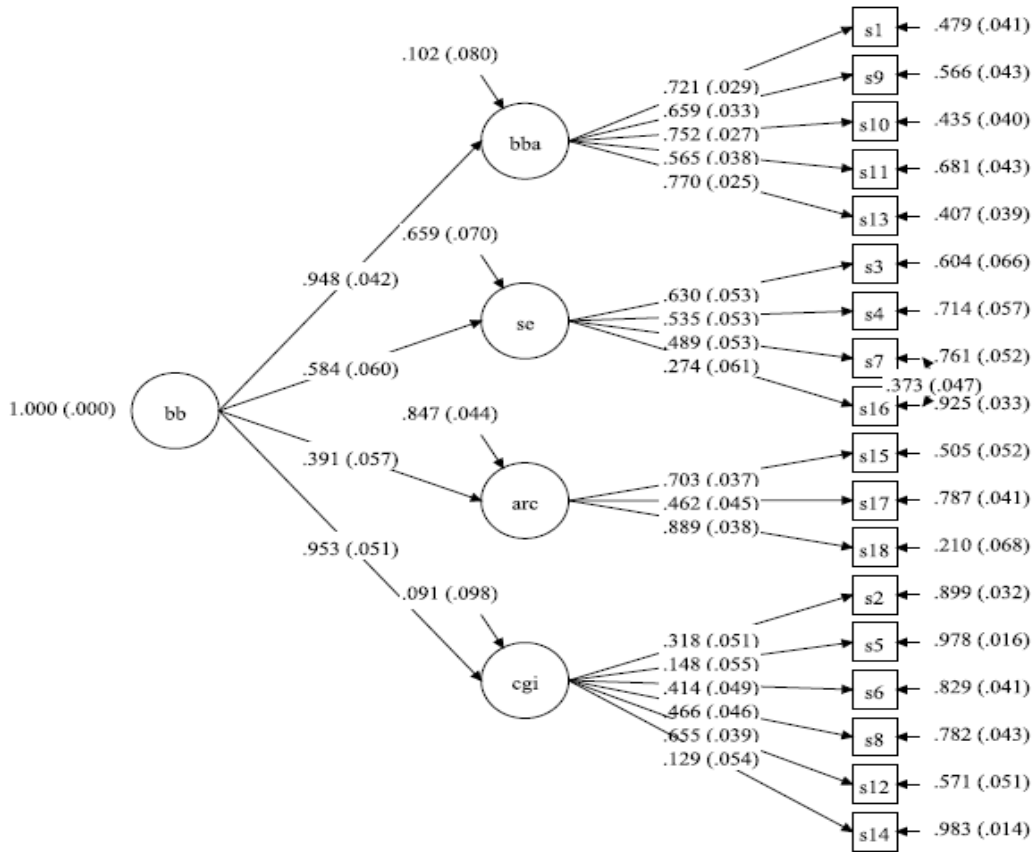 s1
.479 (.041)
.102 (.080)
s9
.566 (.043)
.721 (.029)
.659 (.033)
.752 (.027)
.565 (.038)
.770 (.025)
bba
s10
.435 (.040)
s11
.681 (.043)
s13
.407 (.039)
.659 (.070)
.948 (.042)
s3
.604 (.066)
.630 (.053)
.535 (.053)
.489 (.053)
.274 (.061)
se
s4
.714 (.057)
s7
.761 (.052)
.373 (.047)
.584 (.060)
s16
.925 (.033)
1.000 (.000)
bb
.847 (.044)
.391 (.057)
s15
.505 (.052)
.703 (.037)
.462 (.045)
.889 (.038)
arc
s17
.787 (.041)
s18
.210 (.068)
.953 (.051)
.091 (.098)
s2
.899 (.032)
.318 (.051)
.148 (.055)
.414 (.049)
.466 (.046)
.655 (.039)
.129 (.054)
cgi
s5
.978 (.016)
s6
.829 (.041)
s8
.782 (.043)
s12
.571 (.051)
s14
.983 (.014)